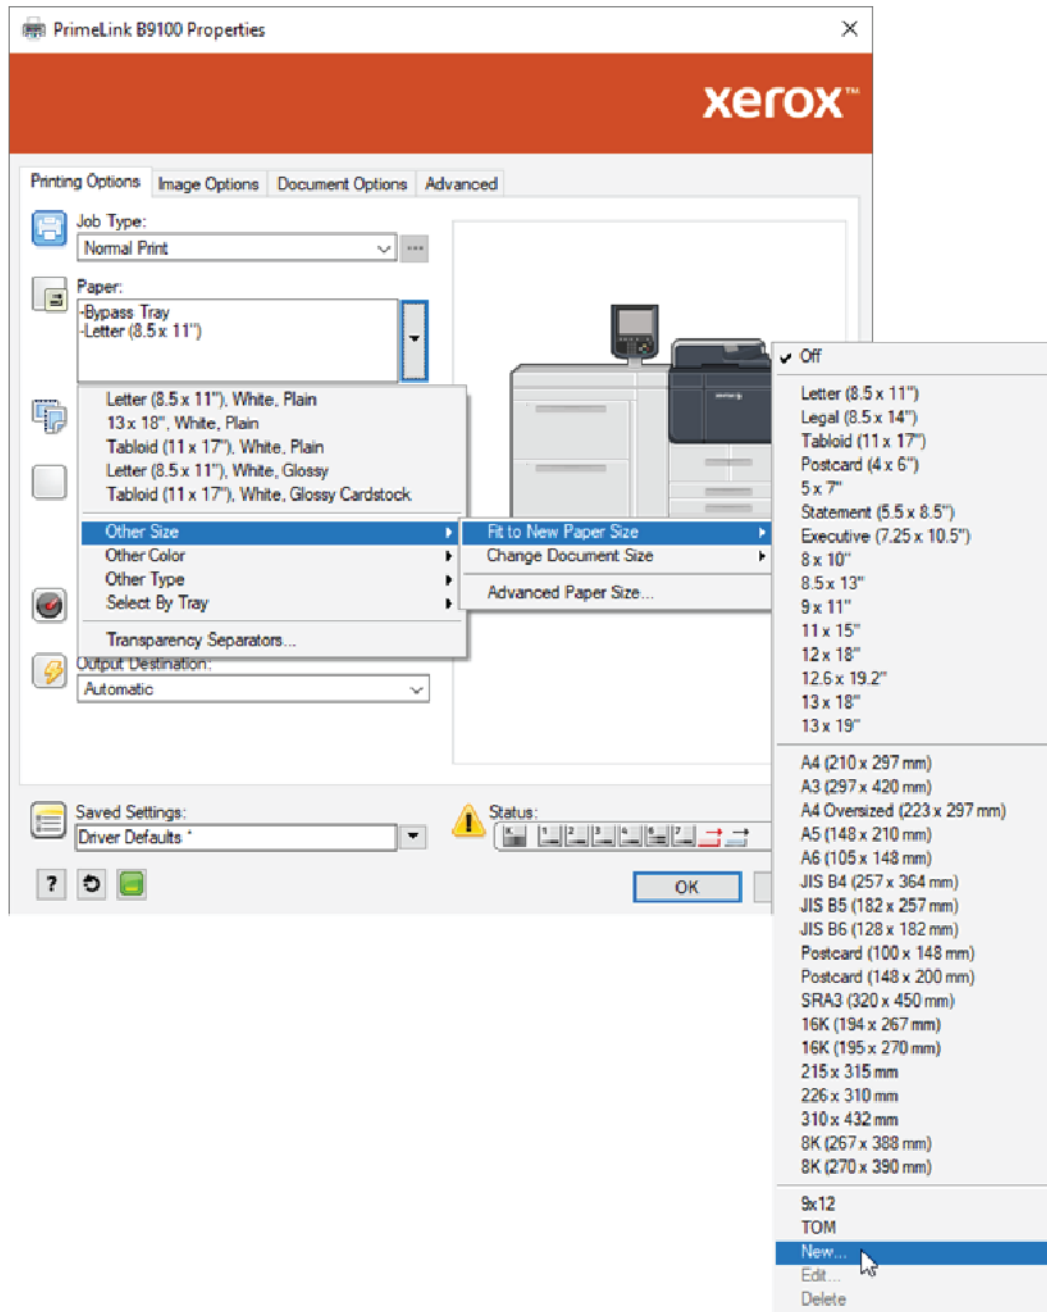 PrimeLink B9100 Properties
xerox™
Printing Options
Image Options
Document Options
Advanced
Job Type:
Normal Print
Paper:
-Bypass Tray
-Letter (8.5 x 11")
Letter (8.5 x 11"), White, Plain
13 x 18", White, Plain
Tabloid (11 x 17"), White, Plain
Letter (8.5 x 11"), White, Glossy
Tabloid (11 x 17"), White, Glossy Cardstock
Other Size
Other Color
Other Type
Select By Tray
Transparency Separators...
Fit to New Paper Size
Change Document Size
Advanced Paper Size...
Off
Letter (8.5 x 11")
Legal (8.5 x 14")
Tabloid (11 x 17")
Postcard (4 x 6")
5 x 7"
Statement (5.5 x 8.5")
Executive (7.25 x 10.5")
8 x 10"
8.5 x 13"
9 x 11"
11 x 15"
12 x 18"
12.6 x 19.2"
13 x 18"
13 x 19"
A4 (210 x 297 mm)
A3 (297 x 420 mm)
A4 Oversized (223 x 297 mm)
A5 (148 x 210 mm)
A6 (105 x 148 mm)
JIS B4 (257 x 364 mm)
JIS B5 (182 x 257 mm)
JIS B6 (128 x 182 mm)
Postcard (100 x 148 mm)
Postcard (148 x 200 mm)
SRA3 (320 x 450 mm)
16K (194 x 267 mm)
16K (195 x 270 mm)
215 x 315 mm
226 x 310 mm
310 x 432 mm
8K (267 x 388 mm)
8K (270 x 390 mm)
9x12
TOM
New...
Edit...
Delete
Output Destination:
Automatic
Saved Settings:
Driver Defaults *
Status:
K 1 2 3 4 6 7
?
OK